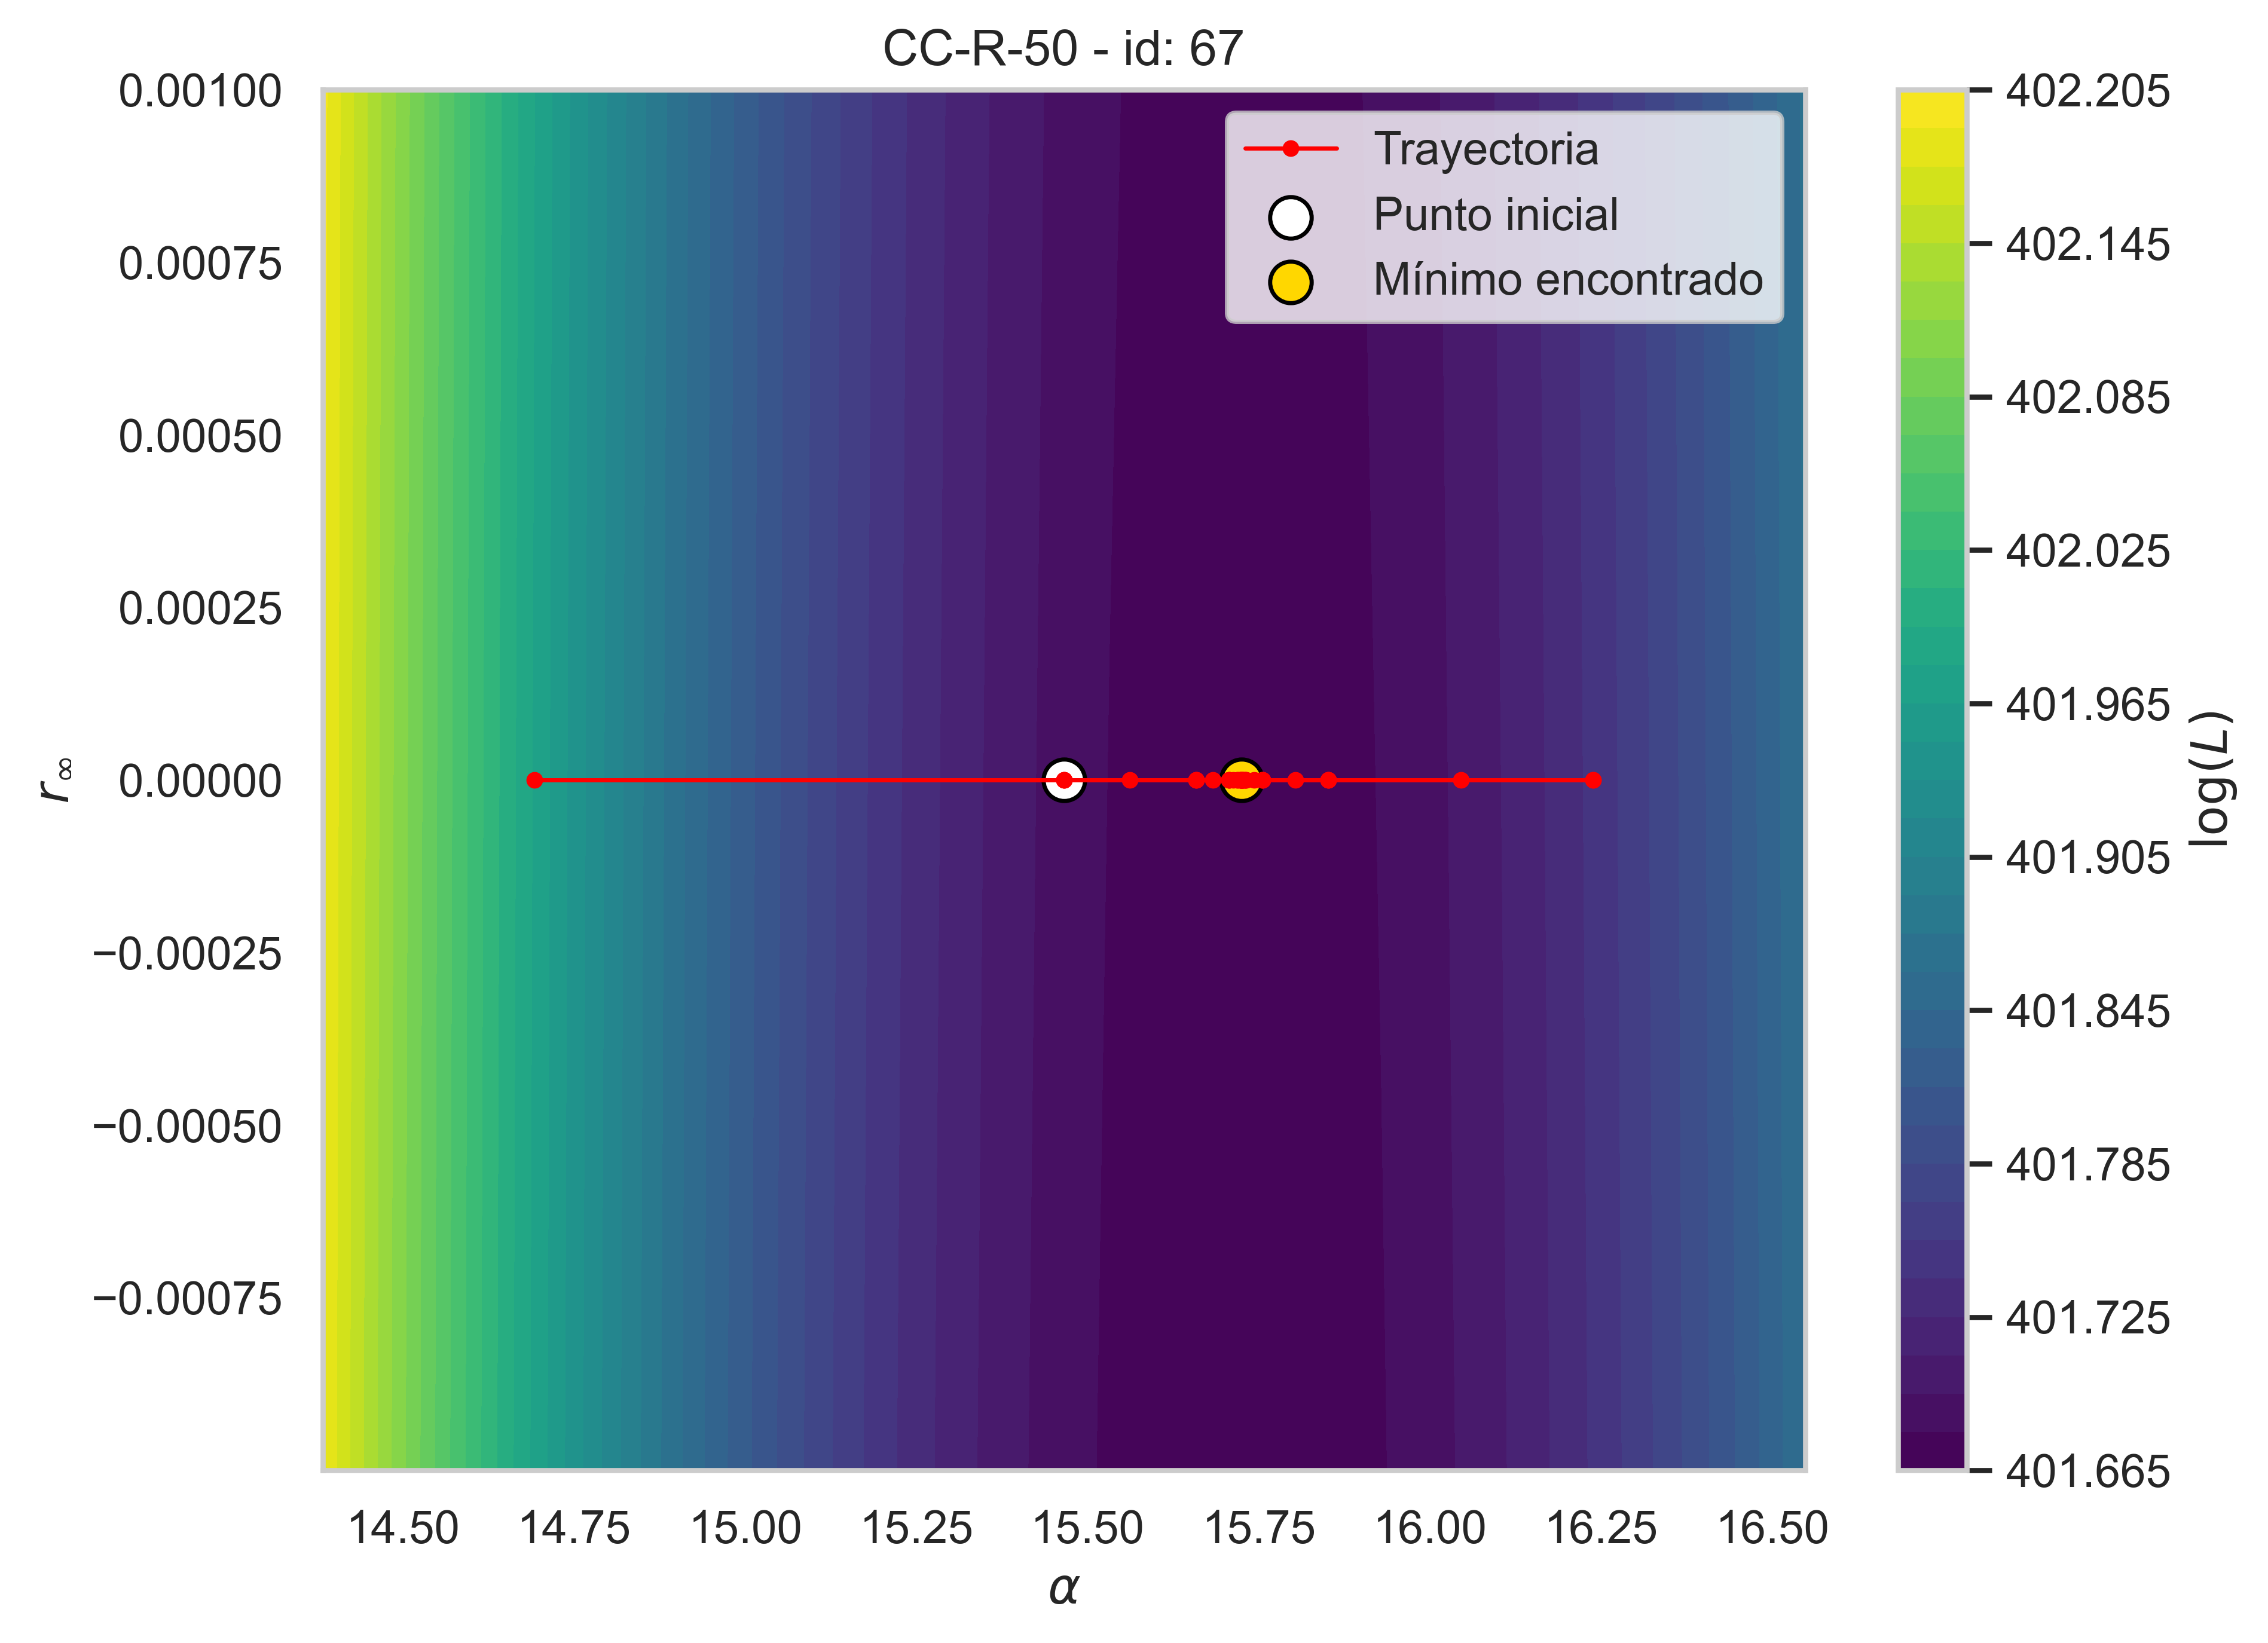 CC-R-50 - id: 67
0.00100
0.00075
0.00050
0.00025
0.00000
−0.00025
−0.00050
−0.00075
r∞
14.50 14.75 15.00 15.25 15.50 15.75 16.00 16.25 16.50
α
Trayectoria
Punto inicial
Mínimo encontrado
402.205
402.145
402.085
402.025
401.965
401.905
401.845
401.785
401.725
401.665
log(L)